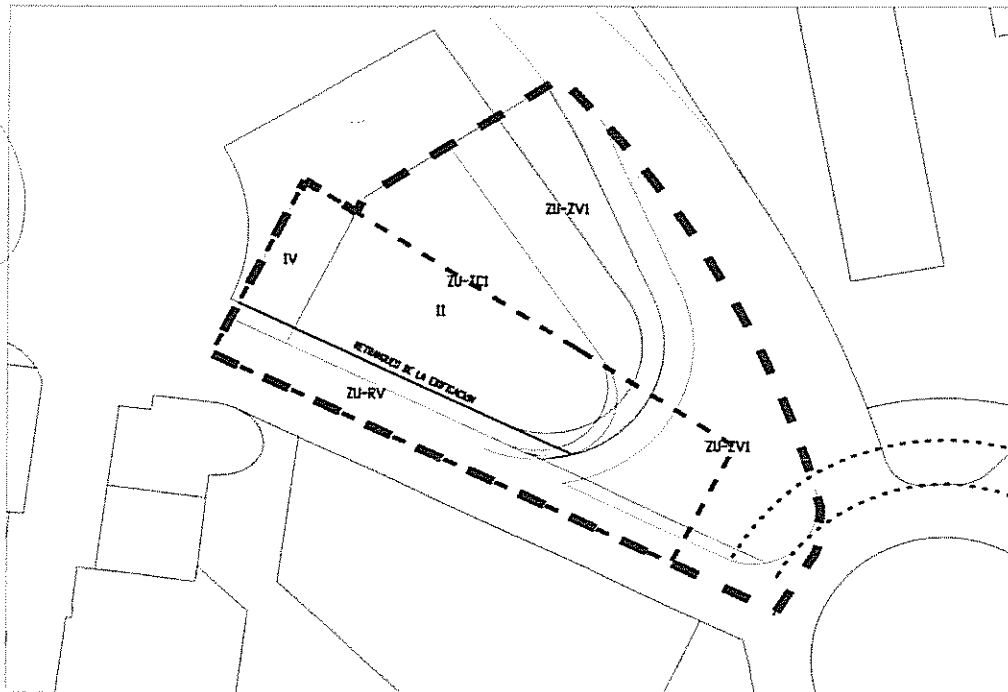 ZU-ZV1
IV
ZU-ZC1
II
RETRANQUEO DE LA EDIFICACION
ZU-RV
ZU-ZV1